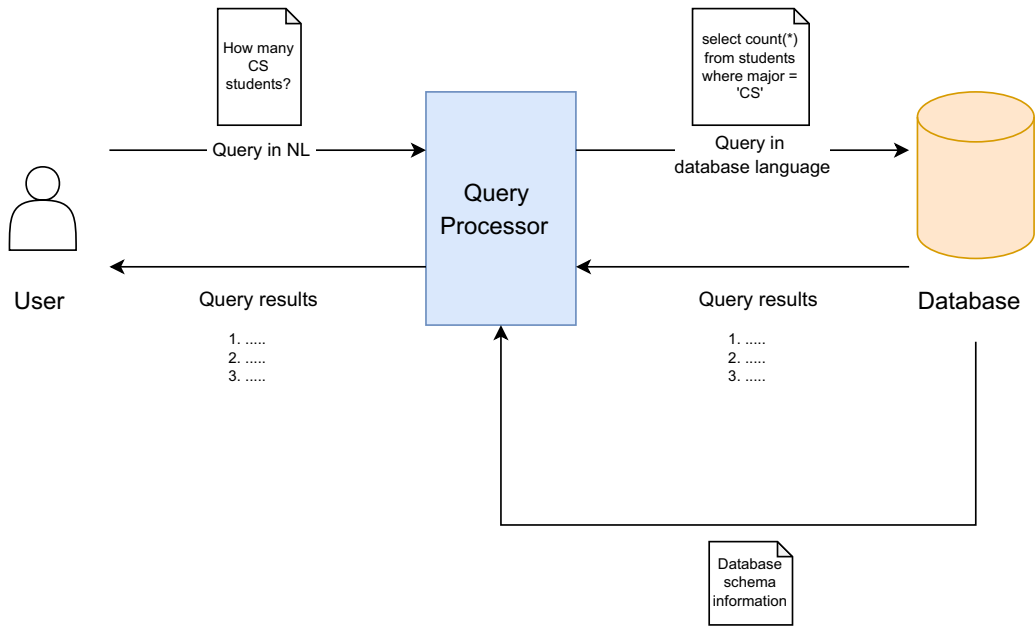 How many
CS
students?
select count(*)
from students
where major =
'CS'
Query in NL
Query in
database language
Query
Processor
User
Query results
1. .....
2. .....
3. .....
Query results
1. .....
2. .....
3. .....
Database
Database
schema
information